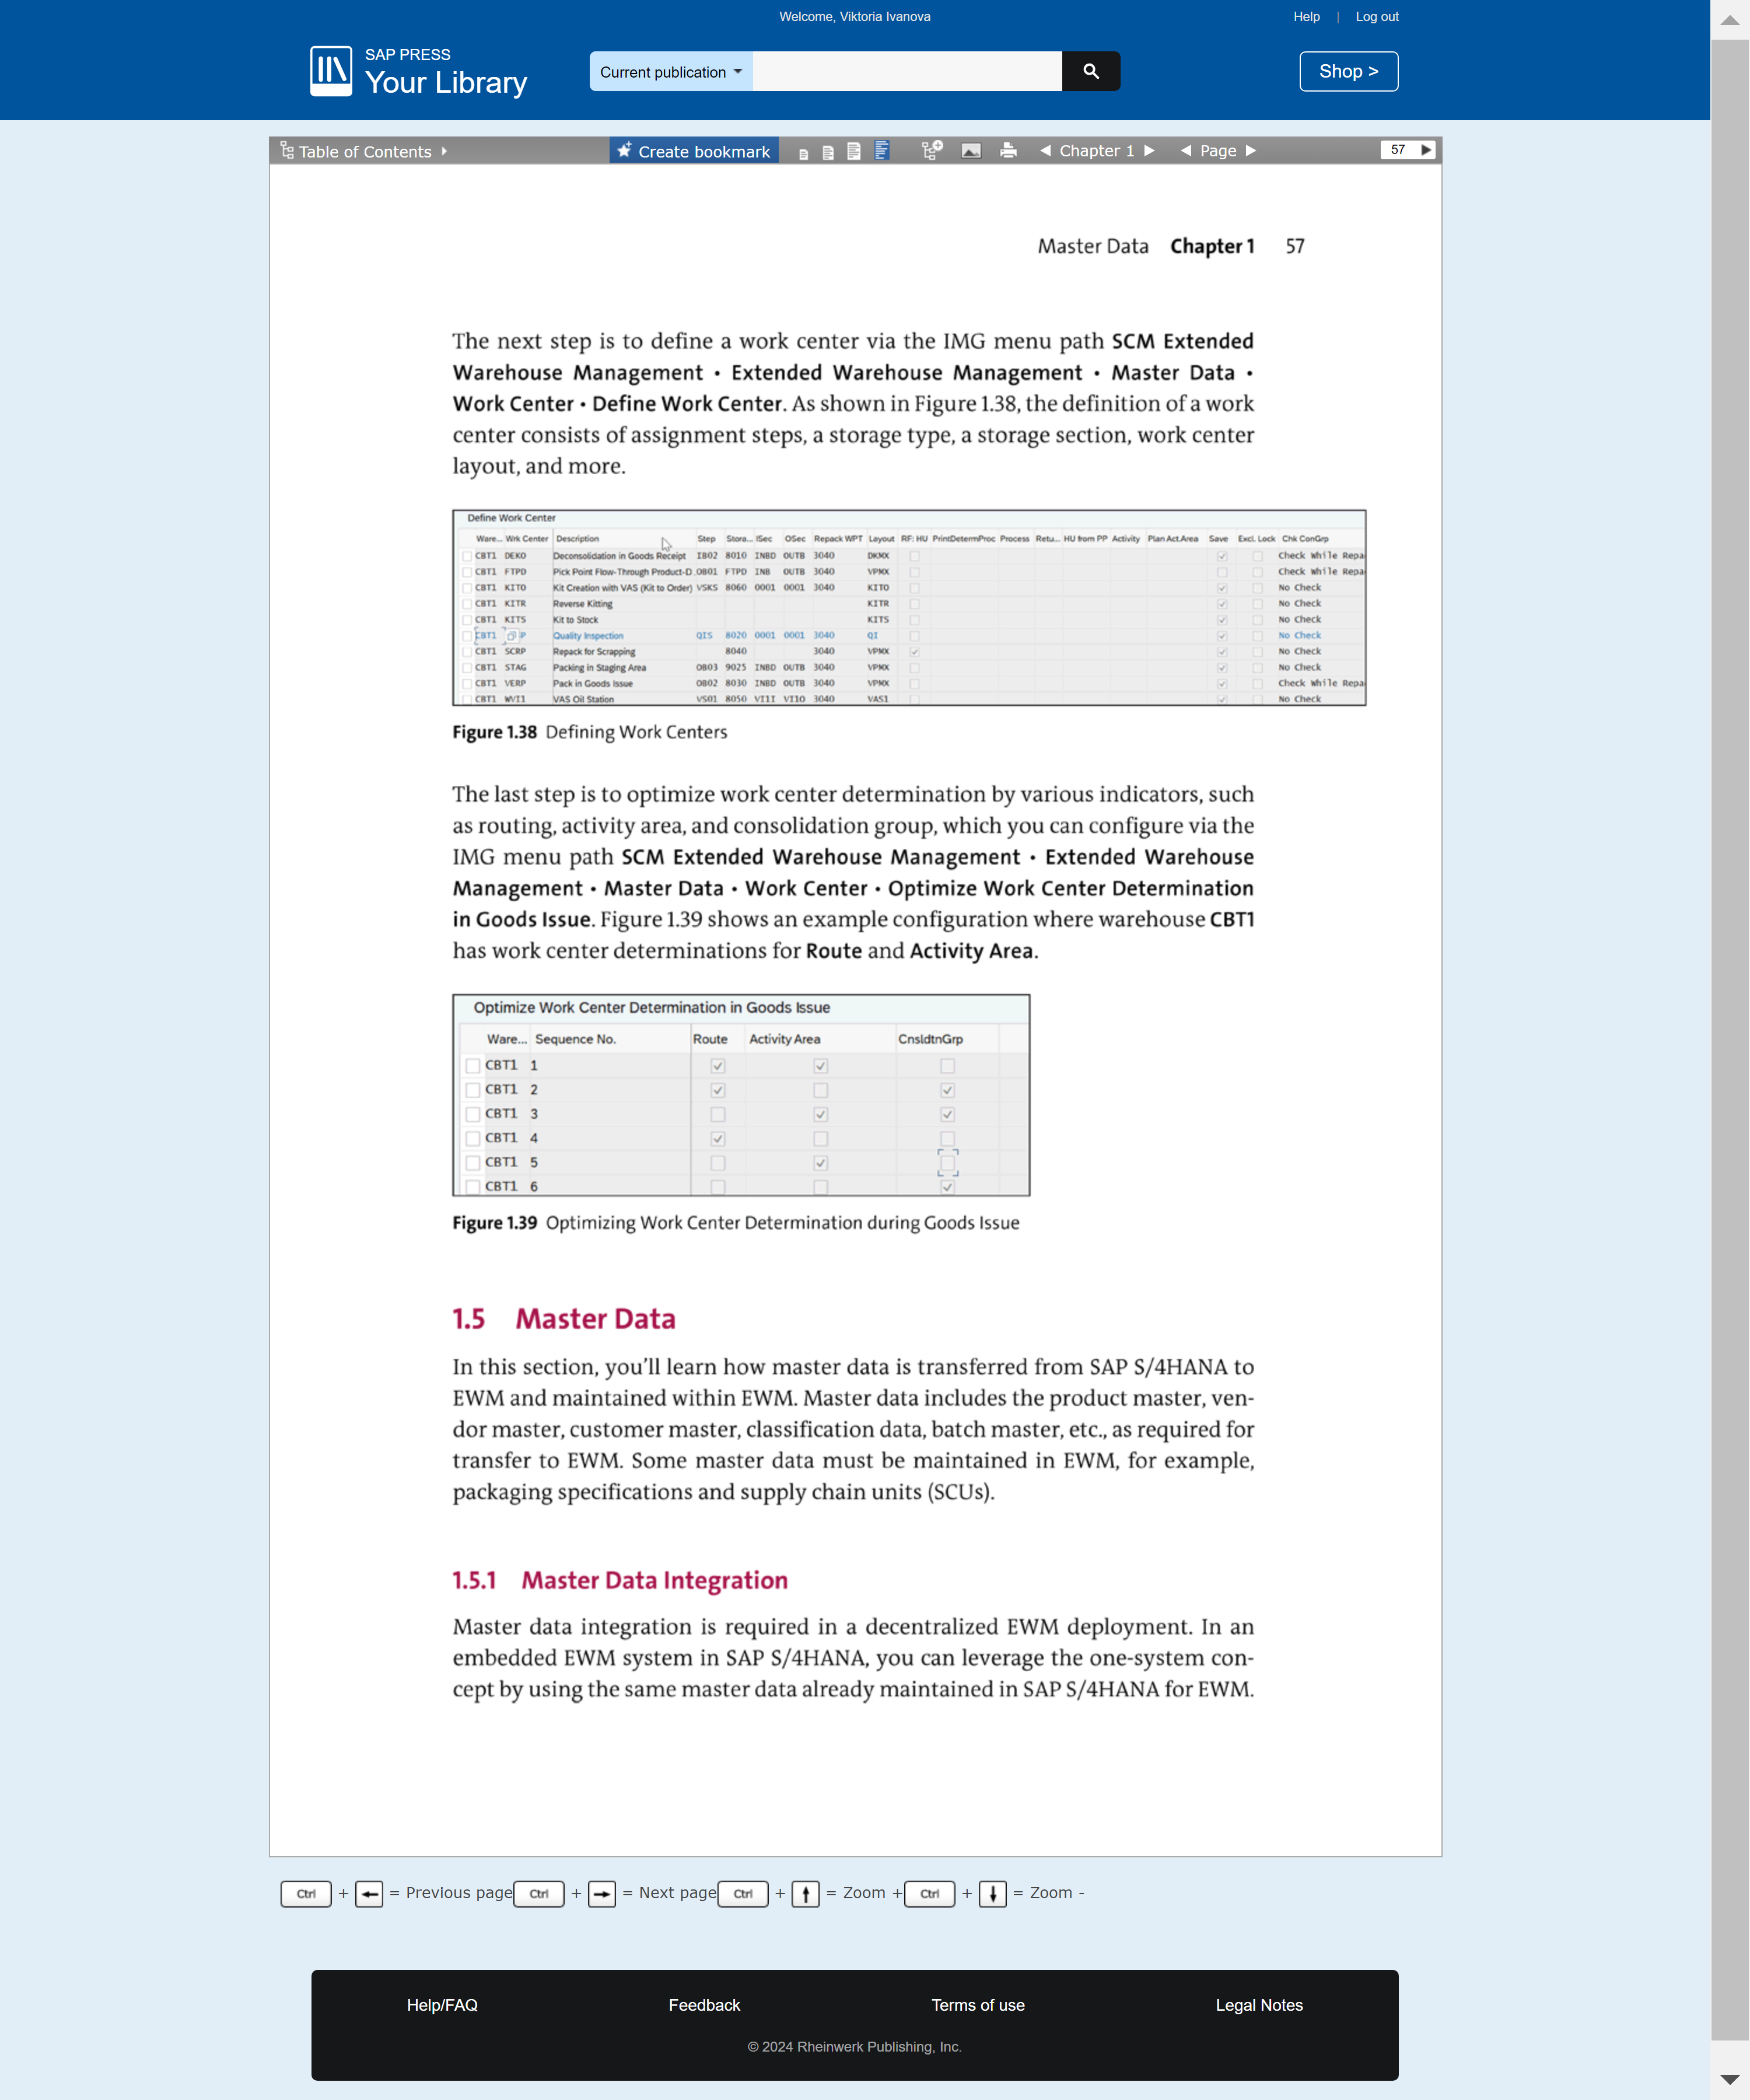 Welcome, Viktoria Ivanova
Help | Log out
SAP PRESS
Your Library
Current publication
Shop >
Table of Contents
Create bookmark
Chapter 1
Page
57
Master Data Chapter 1 57
The next step is to define a work center via the IMG menu path SCM Extended
Warehouse Management • Extended Warehouse Management • Master Data •
Work Center • Define Work Center. As shown in Figure 1.38, the definition of a work
center consists of assignment steps, a storage type, a storage section, work center
layout, and more.
Define Work Center
Ware... Wrk Center Description Step Stora... ISec OSec Repack WPT Layout RF: HU PrintDetermProc Process Retu... HU from PP Activity Plan Act.Area Save Excl. Lock Chk ConGrp
CBT1 DEKO Deconsolidation in Goods Receipt IB02 8010 INBD OUTB 3040 DKMX Check While Repa
CBT1 FTPD Pick Point Flow-Through Product-D OB01 FTPD INB OUTB 3040 VPMX Check While Repa
CBT1 KITO Kit Creation with VAS (Kit to Order) VSKS 8060 0001 0001 3040 KITO No Check
CBT1 KITR Reverse Kitting KITR No Check
CBT1 KITS Kit to Stock KITS No Check
CBT1 P Quality Inspection QIS 8020 0001 0001 3040 QI No Check
CBT1 SCRP Repack for Scrapping 8040 3040 VPMX No Check
CBT1 STAG Packing in Staging Area OB03 9025 INBD OUTB 3040 VPMX No Check
CBT1 VERP Pack in Goods Issue OB02 8030 INBD OUTB 3040 VPMX Check While Repa
CBT1 WVI1 VAS Oil Station VS01 8050 VI1I VI1O 3040 VAS1 No Check
Figure 1.38 Defining Work Centers
The last step is to optimize work center determination by various indicators, such
as routing, activity area, and consolidation group, which you can configure via the
IMG menu path SCM Extended Warehouse Management • Extended Warehouse
Management • Master Data • Work Center • Optimize Work Center Determination
in Goods Issue. Figure 1.39 shows an example configuration where warehouse CBT1
has work center determinations for Route and Activity Area.
Optimize Work Center Determination in Goods Issue
Ware... Sequence No. Route Activity Area CnsldtnGrp
CBT1 1
CBT1 2
CBT1 3
CBT1 4
CBT1 5
CBT1 6
Figure 1.39 Optimizing Work Center Determination during Goods Issue
1.5 Master Data
In this section, you'll learn how master data is transferred from SAP S/4HANA to
EWM and maintained within EWM. Master data includes the product master, ven-
dor master, customer master, classification data, batch master, etc., as required for
transfer to EWM. Some master data must be maintained in EWM, for example,
packaging specifications and supply chain units (SCUs).
1.5.1 Master Data Integration
Master data integration is required in a decentralized EWM deployment. In an
embedded EWM system in SAP S/4HANA, you can leverage the one-system con-
cept by using the same master data already maintained in SAP S/4HANA for EWM.
Ctrl + ← = Previous page Ctrl + → = Next page Ctrl + ↑ = Zoom + Ctrl + ↓ = Zoom -
Help/FAQ Feedback Terms of use Legal Notes
© 2024 Rheinwerk Publishing, Inc.